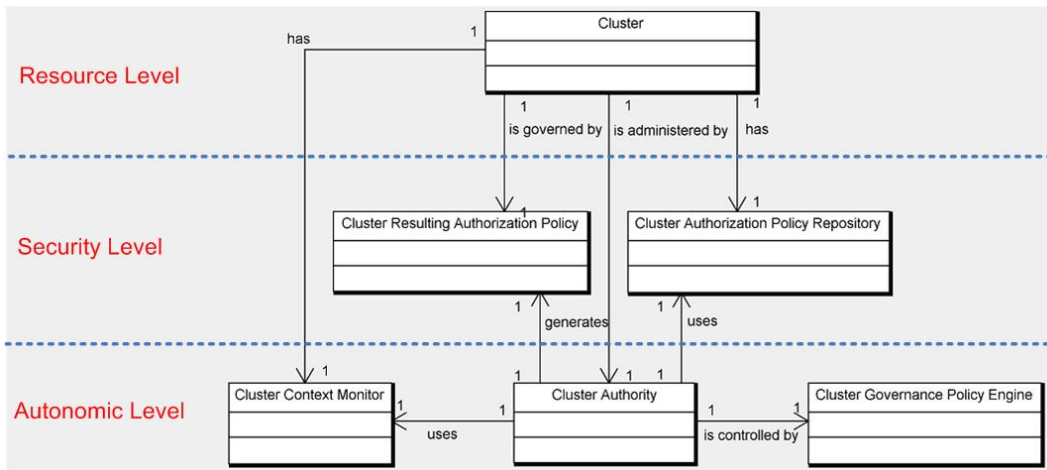 Cluster
1
has
Resource Level
1
1
1
is governed by
is administered by
has
1
1
Cluster Resulting Authorization Policy
Cluster Authorization Policy Repository
Security Level
1
1
generates
uses
1
1
1
1
Cluster Context Monitor
Cluster Authority
Cluster Governance Policy Engine
Autonomic Level
1
1
1
1
uses
is controlled by